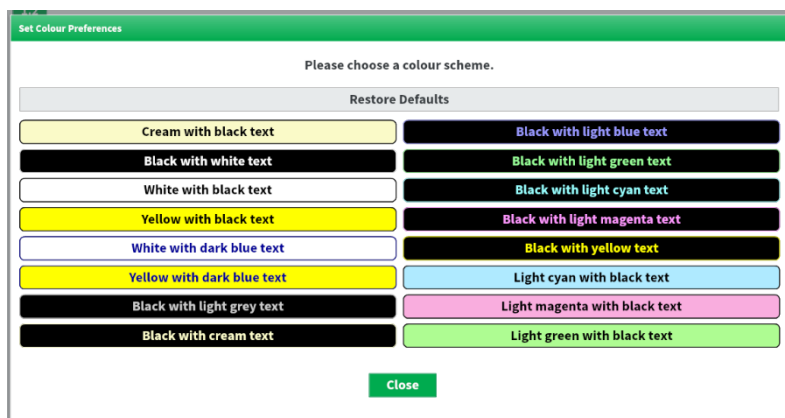 Set Colour Preferences
Please choose a colour scheme.
Restore Defaults
Cream with black text
Black with light blue text
Black with white text
Black with light green text
White with black text
Black with light cyan text
Yellow with black text
Black with light magenta text
White with dark blue text
Black with yellow text
Yellow with dark blue text
Light cyan with black text
Black with light grey text
Light magenta with black text
Black with cream text
Light green with black text
Close